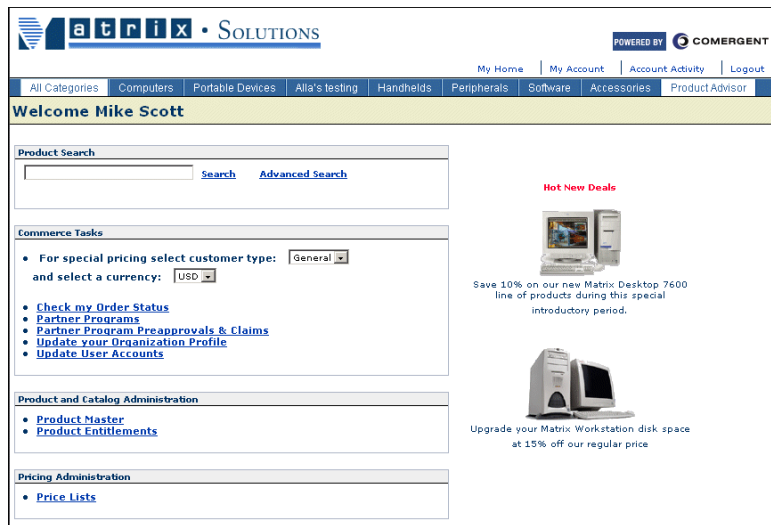 Matrix • SOLUTIONS
POWERED BY COMERGENT
My Home | My Account | Account Activity | Logout
All Categories Computers Portable Devices Alla's testing Handhelds Peripherals Software Accessories Product Advisor
Welcome Mike Scott
Product Search
Search Advanced Search
Commerce Tasks
• For special pricing select customer type: General
and select a currency: USD
• Check my Order Status
• Partner Programs
• Partner Program Preapprovals & Claims
• Update your Organization Profile
• Update User Accounts
Product and Catalog Administration
• Product Master
• Product Entitlements
Pricing Administration
• Price Lists
Hot New Deals
Save 10% on our new Matrix Desktop 7600
line of products during this special
introductory period.
Upgrade your Matrix Workstation disk space
at 15% off our regular price